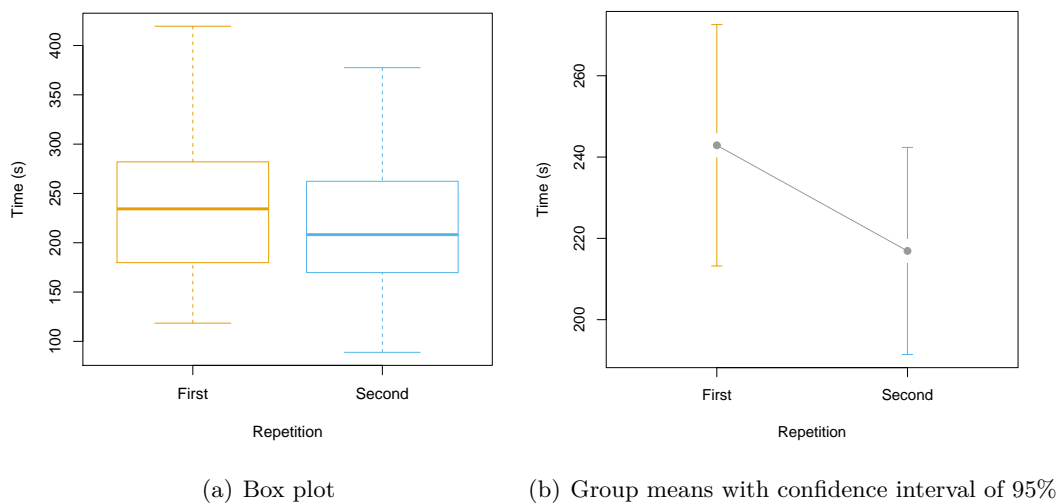 Time (s)
400
350
300
250
200
150
100
First Second
Repetition
(a) Box plot
Time (s)
260
240
220
200
First Second
Repetition
(b) Group means with confidence interval of 95%